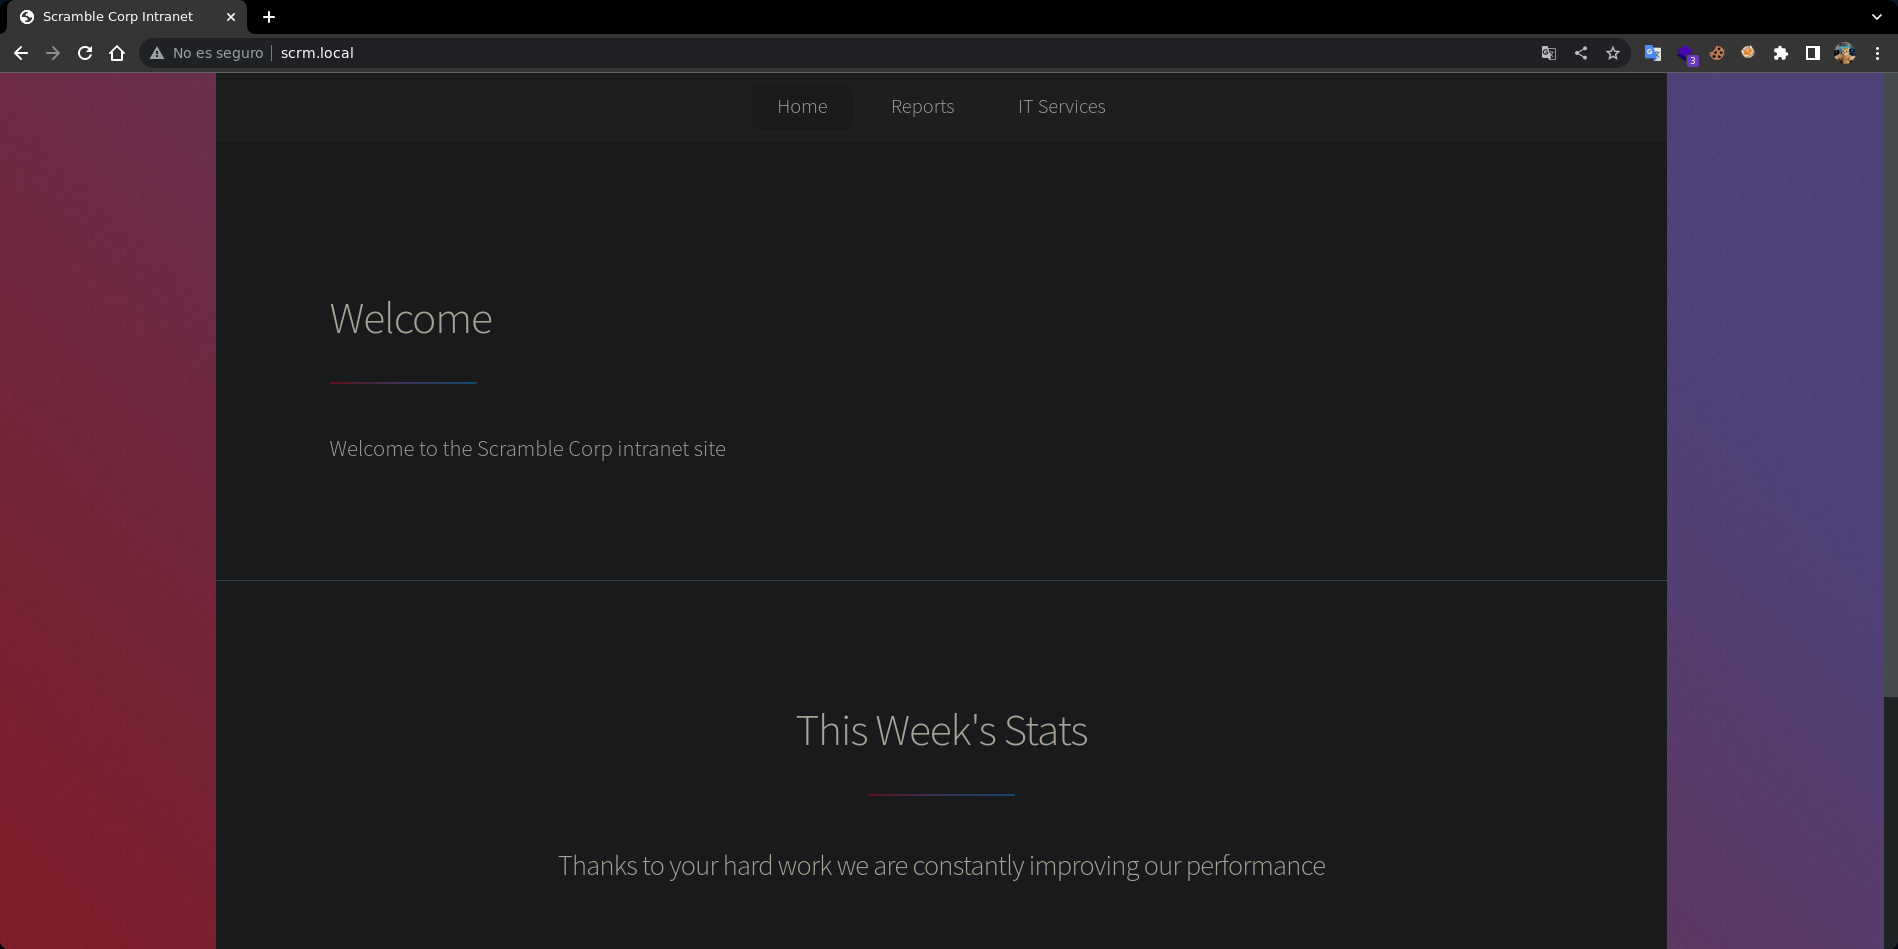 Scramble Corp Intranet
No es seguro | scrm.local
3
Home Reports IT Services
Welcome
Welcome to the Scramble Corp intranet site
This Week's Stats
Thanks to your hard work we are constantly improving our performance